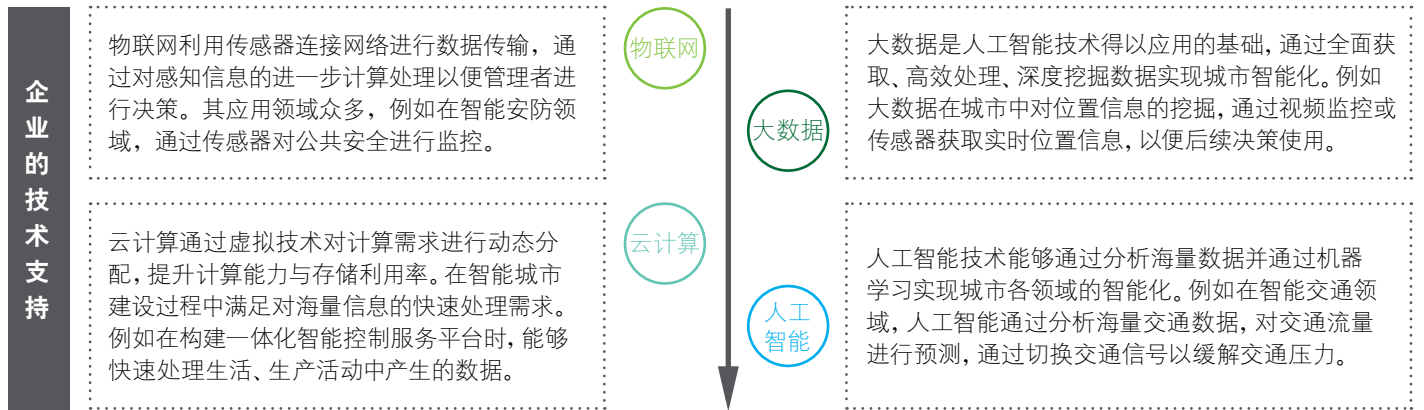 企业的技术支持
物联网利用传感器连接网络进行数据传输，通
过对感知信息的进一步计算处理以便管理者进
行决策。其应用领域众多，例如在智能安防领
域，通过传感器对公共安全进行监控。
物联网
大数据
大数据是人工智能技术得以应用的基础，通过全面获
取、高效处理、深度挖掘数据实现城市智能化。例如
大数据在城市中对位置信息的挖掘，通过视频监控或
传感器获取实时位置信息，以便后续决策使用。
云计算通过虚拟技术对计算需求进行动态分
配，提升计算能力与存储利用率。在智能城市
建设过程中满足对海量信息的快速处理需求。
例如在构建一体化智能控制服务平台时，能够
快速处理生活、生产活动中产生的数据。
云计算
人工
智能
人工智能技术能够通过分析海量数据并通过机器
学习实现城市各领域的智能化。例如在智能交通领
域，人工智能通过分析海量交通数据，对交通流量
进行预测，通过切换交通信号以缓解交通压力。